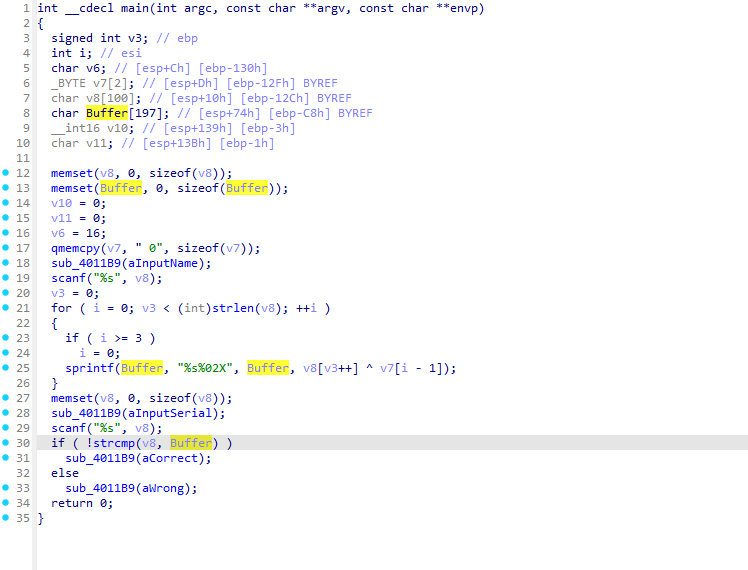 1 int __cdecl main(int argc, const char **argv, const char **envp)
2 {
3 signed int v3; // ebp
4 int i; // esi
5 char v6; // [esp+Ch] [ebp-130h]
6 _BYTE v7[2]; // [esp+Dh] [ebp-12Fh] BYREF
7 char v8[100]; // [esp+10h] [ebp-12Ch] BYREF
8 char Buffer[197]; // [esp+74h] [ebp-C8h] BYREF
9 __int16 v10; // [esp+139h] [ebp-3h]
10 char v11; // [esp+13Bh] [ebp-1h]
11
12 memset(v8, 0, sizeof(v8));
13 memset(Buffer, 0, sizeof(Buffer));
14 v10 = 0;
15 v11 = 0;
16 v6 = 16;
17 qmemcpy(v7, " 0", sizeof(v7));
18 sub_4011B9(aInputName);
19 scanf("%s", v8);
20 v3 = 0;
21 for ( i = 0; v3 < (int)strlen(v8); ++i )
22 {
23 if ( i >= 3 )
24 i = 0;
25 sprintf(Buffer, "%s%02X", Buffer, v8[v3++] ^ v7[i - 1]);
26 }
27 memset(v8, 0, sizeof(v8));
28 sub_4011B9(aInputSerial);
29 scanf("%s", v8);
30 if ( !strcmp(v8, Buffer) )
31 sub_4011B9(aCorrect);
32 else
33 sub_4011B9(aWrong);
34 return 0;
35 }